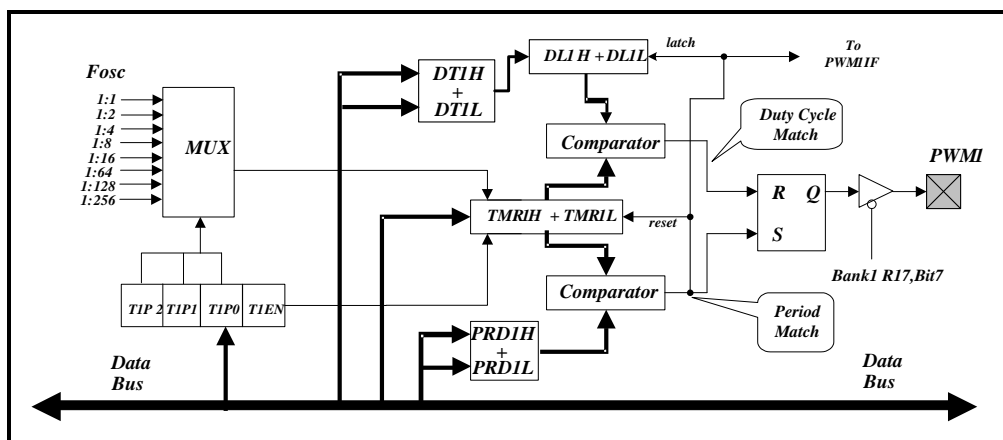 Fosc
1:1
1:2
1:4
1:8
1:16
1:64
1:128
1:256
MUX
T1P 2
T1P1
T1P0
T1EN
DT1H
+
DT1L
DL1H + DL1L
latch
To
PWM1IF
Comparator
Duty Cycle
Match
PWM1
TMR1H + TMR1L
reset
R
Q
S
Comparator
Bank1 R17,Bit7
PRD1H
+
PRD1L
Period
Match
Data
Bus
Data
Bus